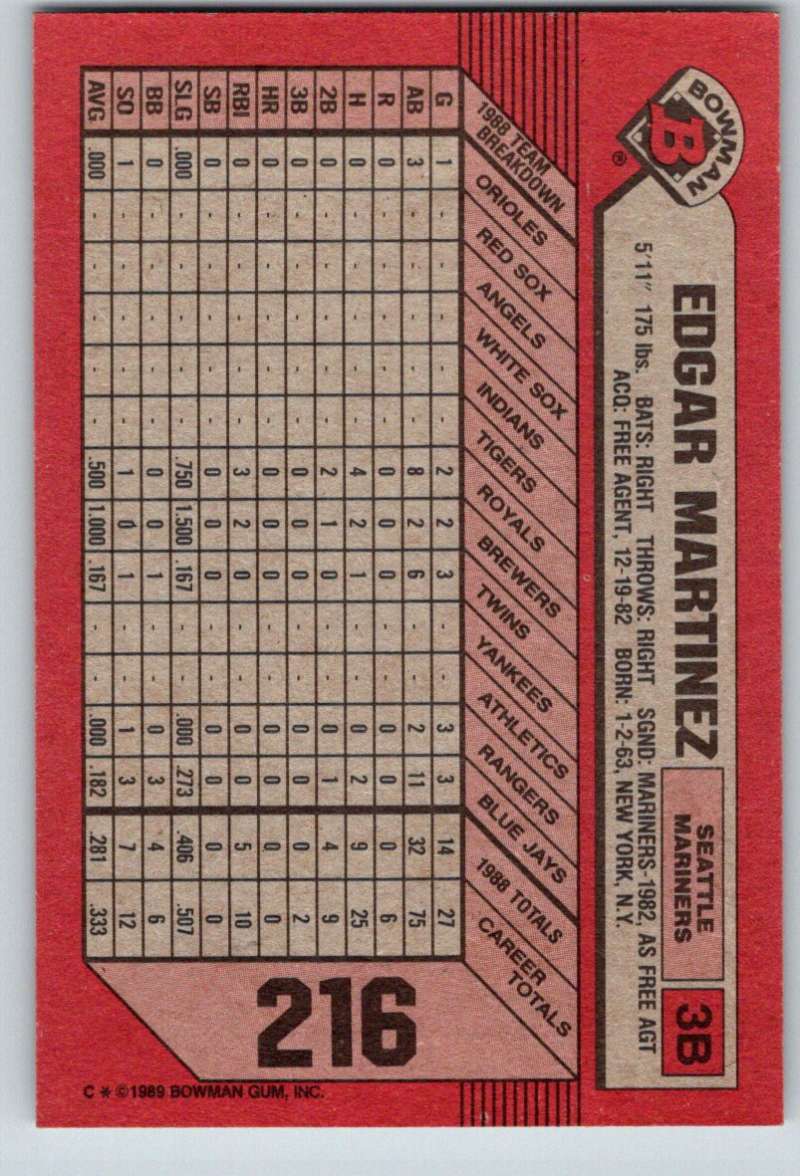 BOWMAN
B
BOWMAN
®
EDGAR MARTINEZ
SEATTLE
MARINERS
3B
5'11" 175 lbs. BATS: RIGHT THROWS: RIGHT SGND: MARINERS-1982, AS FREE AGT
ACQ: FREE AGENT, 12-19-82 BORN: 1-2-63, NEW YORK, N.Y.
1988 TEAM
BREAKDOWN
ORIOLES
RED SOX
ANGELS
WHITE SOX
INDIANS
TIGERS
ROYALS
BREWERS
TWINS
YANKEES
ATHLETICS
RANGERS
BLUE JAYS
1988 TOTALS
CAREER
TOTALS
G 1 - - - - - 2 2 3 - - 3 3 14 27
AB 3 - - - - - 8 2 6 - - 2 11 32 75
R 0 - - - - - 0 0 0 - - 0 0 0 6
H 0 - - - - - 4 2 1 - - 0 2 9 25
2B 0 - - - - - 2 1 0 - - 0 1 4 9
3B 0 - - - - - 0 0 0 - - 0 0 0 2
HR 0 - - - - - 0 0 0 - - 0 0 0 0
RBI 0 - - - - - 3 2 0 - - 0 0 5 10
SB 0 - - - - - 0 0 0 - - 0 0 0 0
SLG .000 - - - - - .750 1.500 .167 - - .000 .273 .406 .507
BB 0 - - - - - 0 0 1 - - 0 3 4 6
SO 1 - - - - - 1 0 1 - - 1 3 7 12
AVG .000 - - - - - .500 1.000 .167 - - .000 .182 .281 .333
216
C * ©1989 BOWMAN GUM, INC.